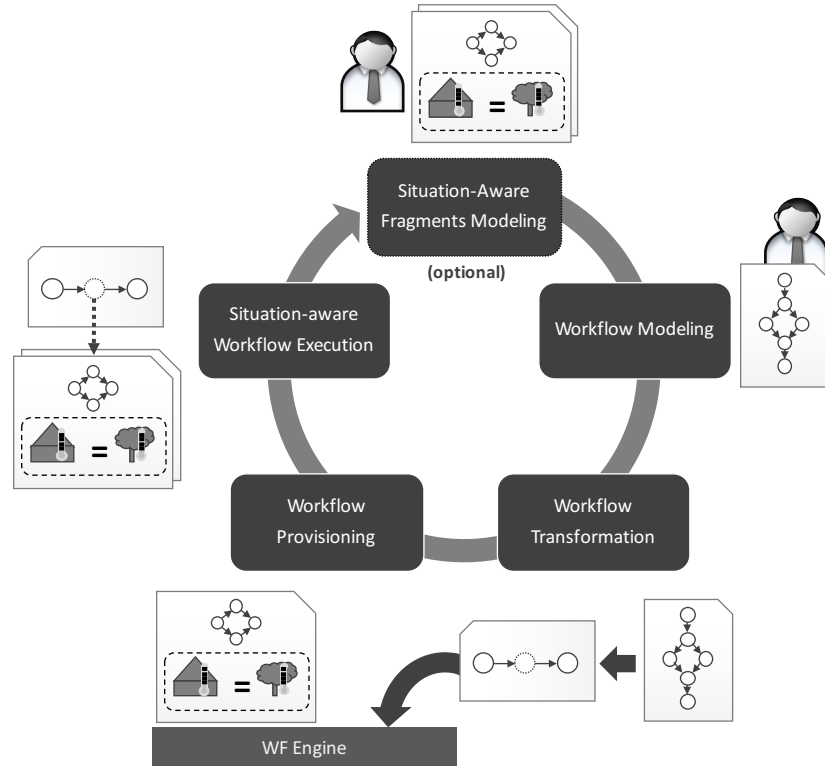 Situation-Aware
Fragments Modeling
(optional)
Situation-aware
Workflow Execution
Workflow Modeling
Workflow
Provisioning
Workflow
Transformation
=
=
=
WF Engine